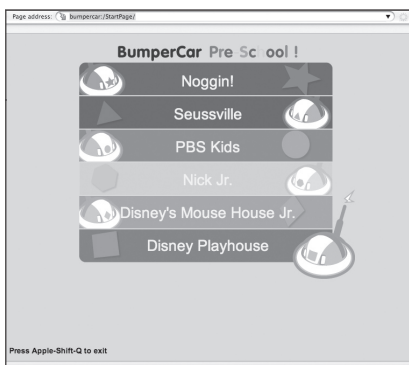 Page address: bumpercar:/StartPage/
BumperCar Pre School !
Noggin!
Seussville
PBS Kids
Nick Jr.
Disney's Mouse House Jr.
Disney Playhouse
Press Apple-Shift-Q to exit